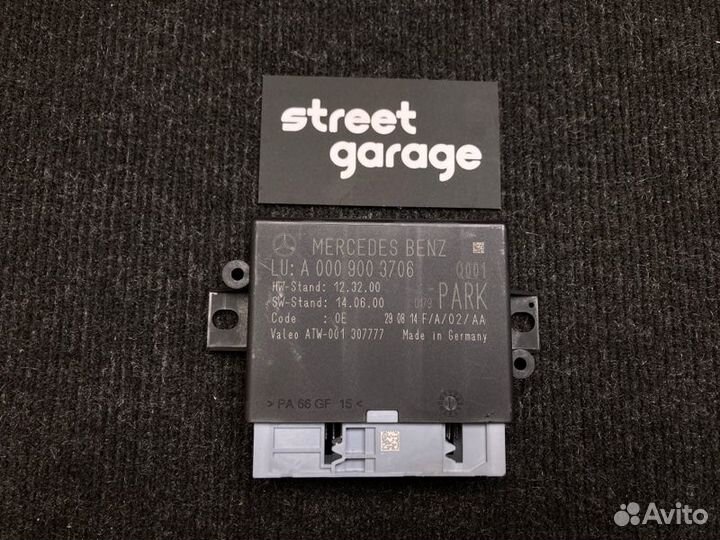 street
garage
MERCEDES BENZ
LU: A 000 900 3706 Q001
HW-Stand: 12.32.00
SW-Stand: 14.06.00 0179 PARK
Code : 0E 29 08 14 F/A/02/AA
Valeo ATW-001 307777 Made in Germany
> PA 66 GF 15 <
Avito